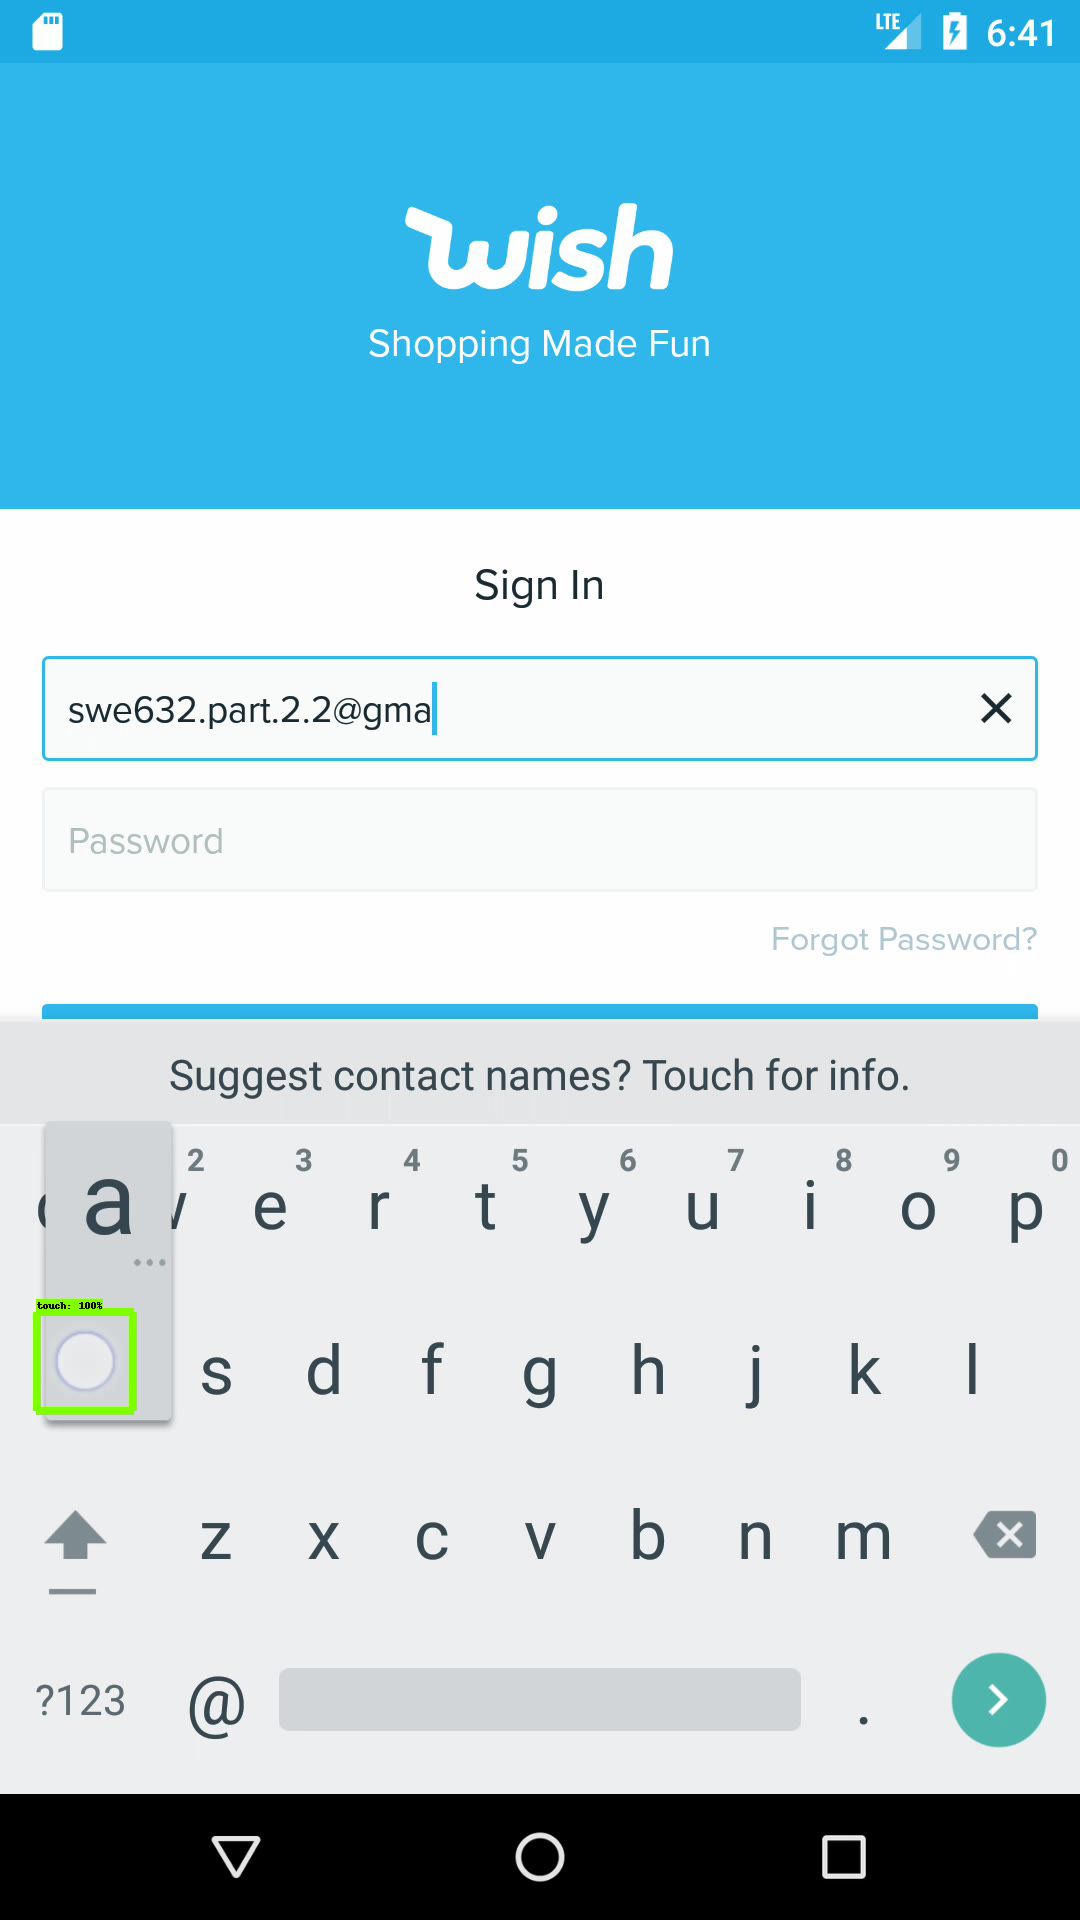 LTE 6:41
wish
Shopping Made Fun
Sign In
swe632.part.2.2@gma
Password
Forgot Password?
Suggest contact names? Touch for info.
a
2 3 4 5 6 7 8 9 0
e r t y u i o p
touch: 100%
s d f g h j k l
z x c v b n m
?123 @ .